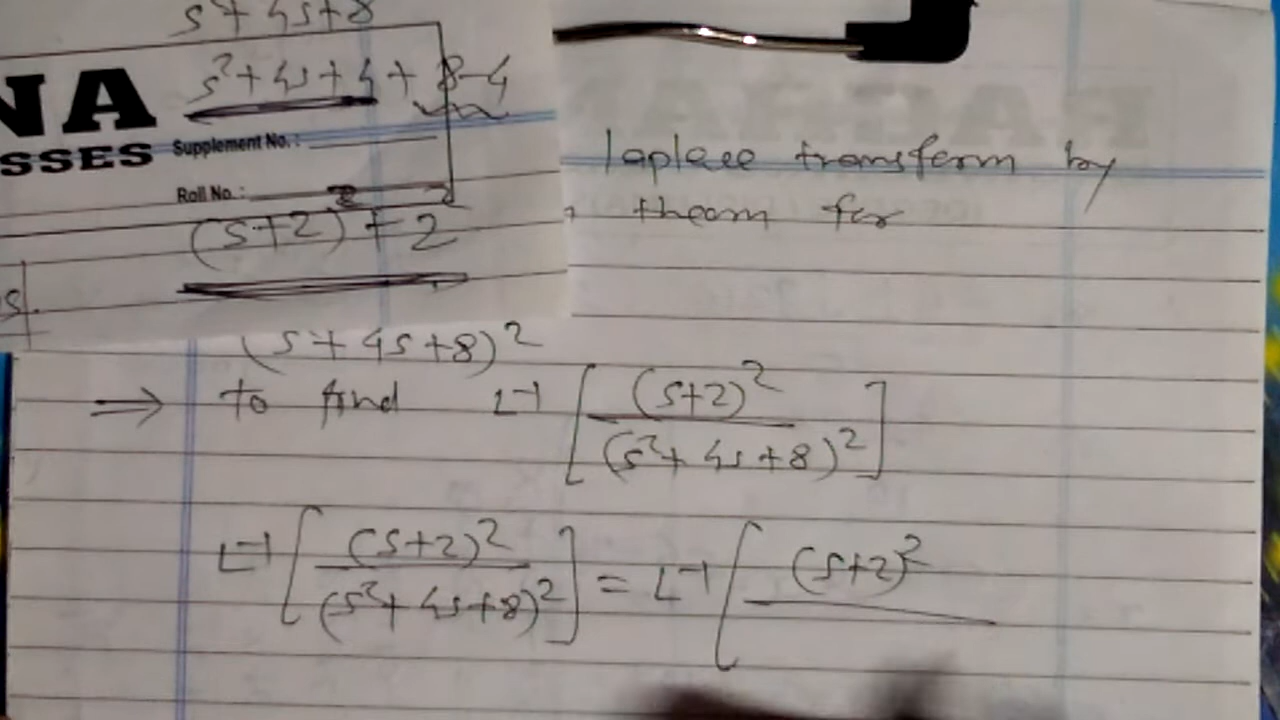 s²+4s+8
s²+4s+4+8-4
NA
SSES
Supplement No. :
Roll No. :
(s+2)²+2²
s.
laplace transform by
theom for
(s²+4s+8)²
⇒ to find L⁻¹ [ (s+2)² / (s²+4s+8)² ]
L⁻¹ [ (s+2)² / (s²+4s+8)² ] = L⁻¹ [ (s+2)²